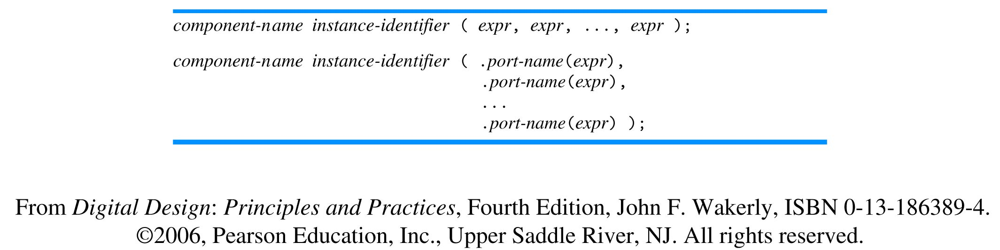 component-name instance-identifier ( expr, expr, ..., expr );
component-name instance-identifier ( .port-name(expr),
.port-name(expr),
...
.port-name(expr) );
From Digital Design: Principles and Practices, Fourth Edition, John F. Wakerly, ISBN 0-13-186389-4.
©2006, Pearson Education, Inc., Upper Saddle River, NJ. All rights reserved.